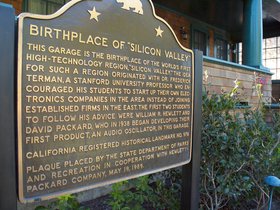 BIRTHPLACE OF "SILICON VALLEY"
THIS GARAGE IS THE BIRTHPLACE OF THE WORLD'S FIRST
HIGH-TECHNOLOGY REGION, "SILICON VALLEY." THE IDEA
FOR SUCH A REGION ORIGINATED WITH DR. FREDERICK
TERMAN, A STANFORD UNIVERSITY PROFESSOR WHO EN-
COURAGED HIS STUDENTS TO START UP THEIR OWN ELEC-
TRONICS COMPANIES IN THE AREA INSTEAD OF JOINING
ESTABLISHED FIRMS IN THE EAST. THE FIRST TWO STUDENTS
TO FOLLOW HIS ADVICE WERE WILLIAM R. HEWLETT
AND DAVID PACKARD, WHO IN 1938 BEGAN DEVELOPING THEIR
FIRST PRODUCT, AN AUDIO OSCILLATOR, IN THIS GARAGE.
CALIFORNIA REGISTERED HISTORICAL LANDMARK NO. 976
PLAQUE PLACED BY THE STATE DEPARTMENT OF PARKS
AND RECREATION IN COOPERATION WITH HEWLETT-
PACKARD COMPANY, MAY 19, 1989.